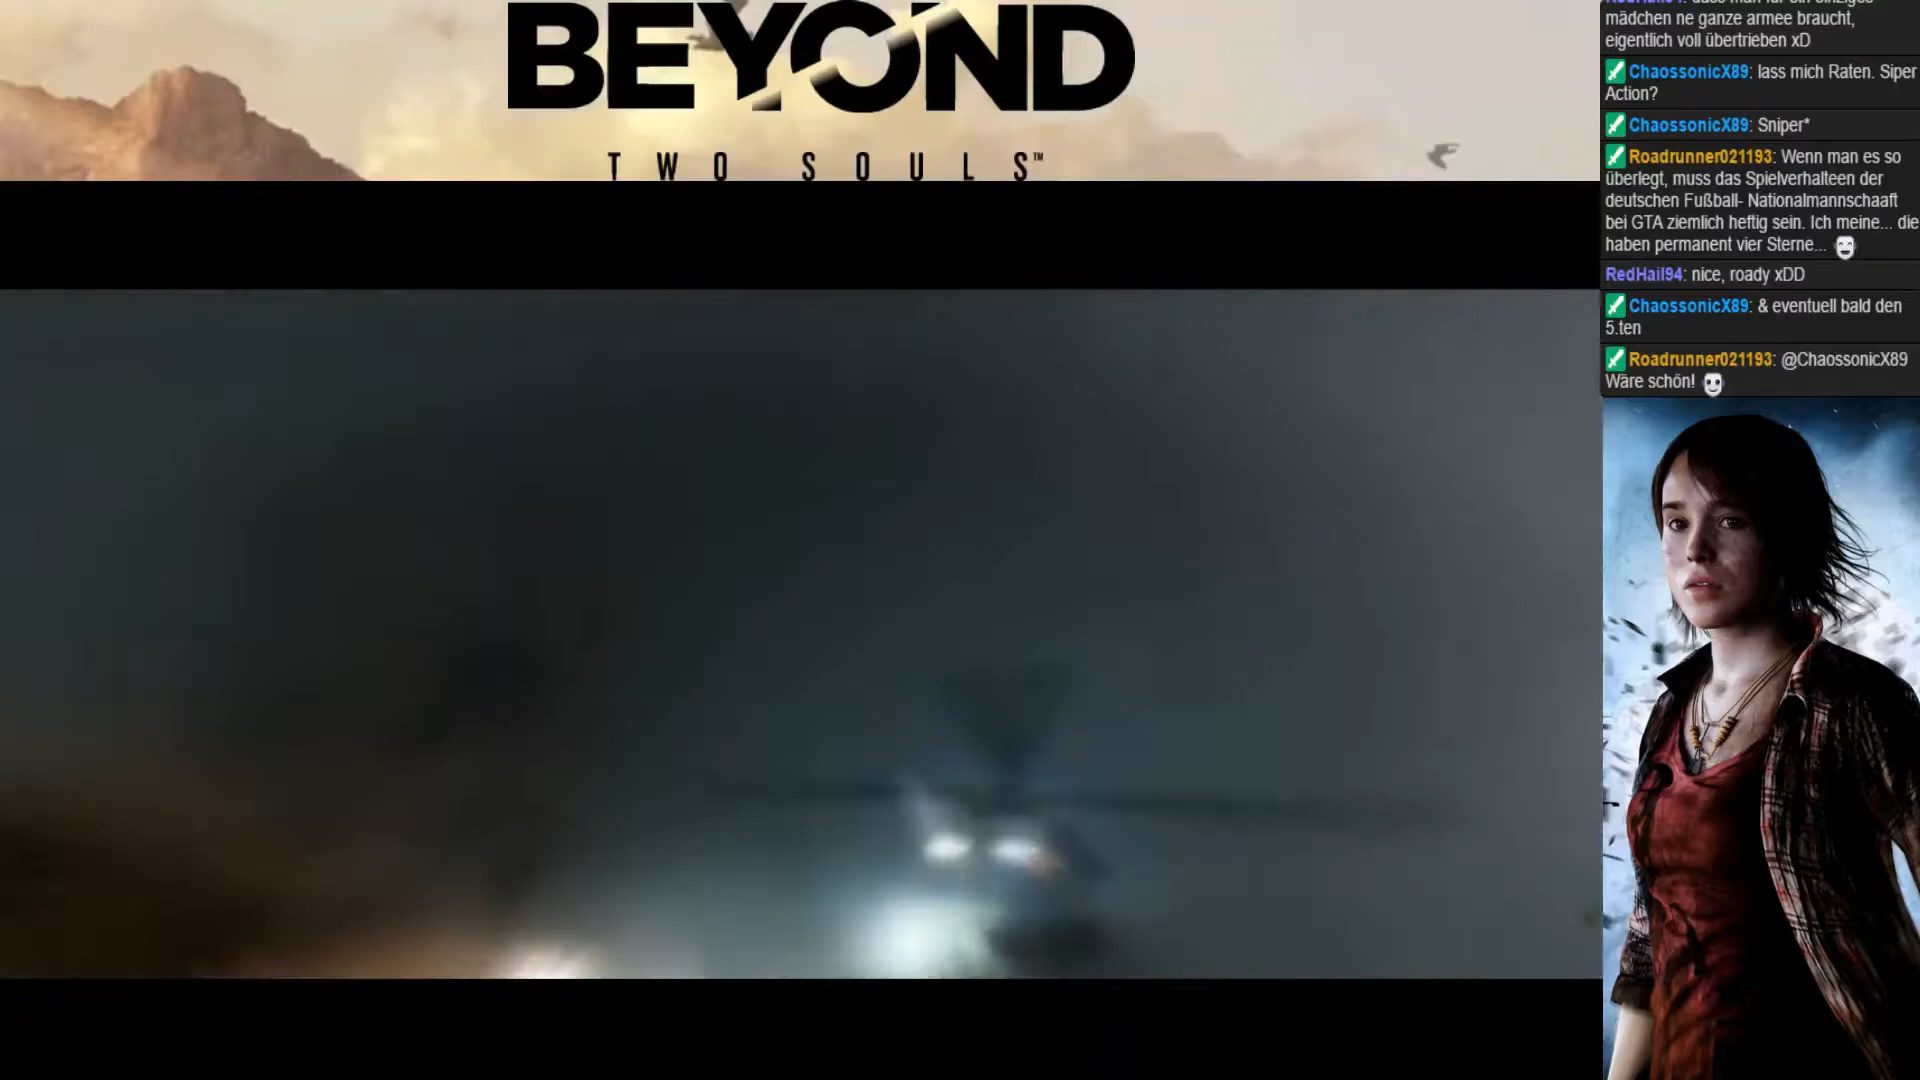 BEYOND
TWO SOULS™
mädchen ne ganze armee braucht,
eigentlich voll übertrieben xD
ChaossonicX89: lass mich Raten. Siper
Action?
ChaossonicX89: Sniper*
Roadrunner021193: Wenn man es so
überlegt, muss das Spielverhalteen der
deutschen Fußball- Nationalmannschaaft
bei GTA ziemlich heftig sein. Ich meine... die
haben permanent vier Sterne...
RedHail94: nice, roady xDD
ChaossonicX89: & eventuell bald den
5.ten
Roadrunner021193: @ChaossonicX89
Wäre schön!